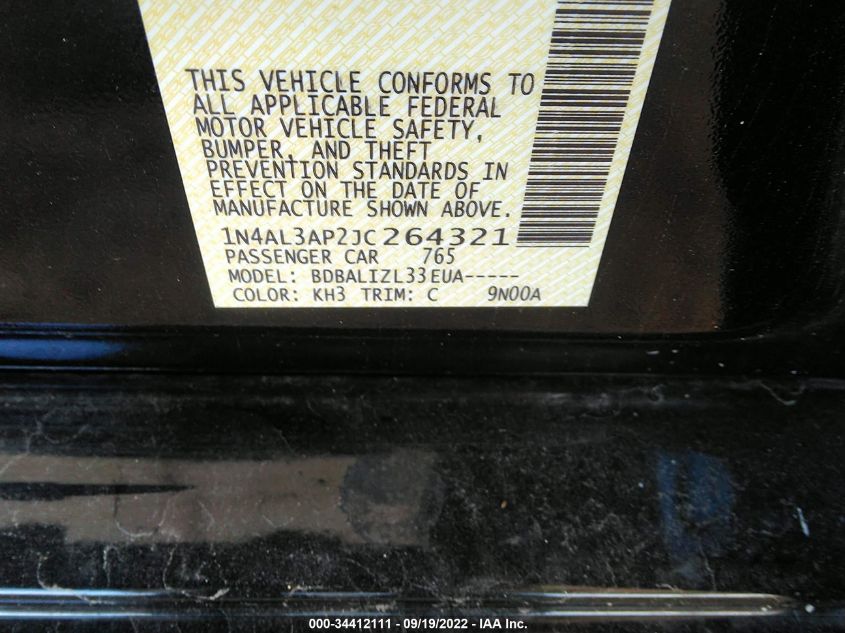 THIS VEHICLE CONFORMS TO
ALL APPLICABLE FEDERAL
MOTOR VEHICLE SAFETY,
BUMPER, AND THEFT
PREVENTION STANDARDS IN
EFFECT ON THE DATE OF
MANUFACTURE SHOWN ABOVE.
1N4AL3AP2JC264321
PASSENGER CAR 765
MODEL: BDBALIZL33EUA-----
COLOR: KH3 TRIM: C 9N00A
000-34412111 - 09/19/2022 - IAA Inc.